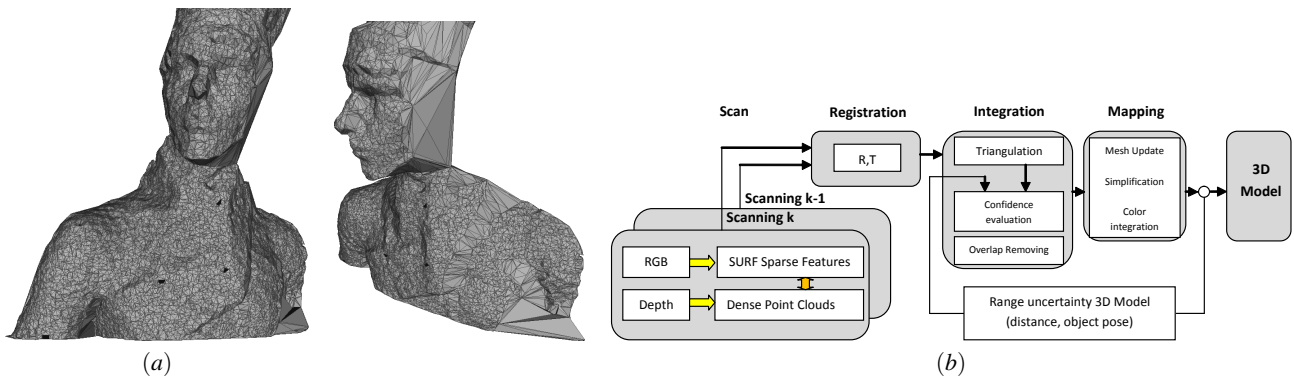 Scan
Registration
Integration
Mapping
R,T
Triangulation
Confidence
evaluation
Overlap Removing
Mesh Update
Simplification
Color
integration
3D
Model
Scanning k-1
Scanning k
RGB
SURF Sparse Features
Depth
Dense Point Clouds
Range uncertainty 3D Model
(distance, object pose)
(a)
(b)